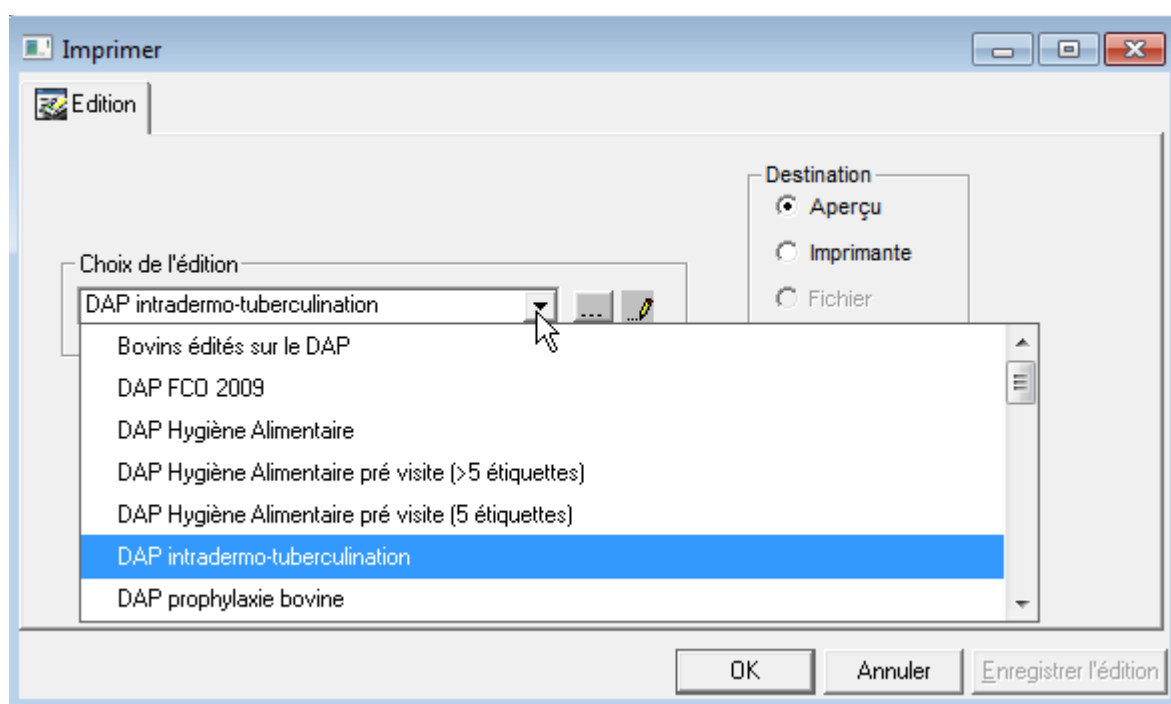 Imprimer
Edition
Destination
Aperçu
Imprimante
Fichier
Choix de l'édition
DAP intradermo-tuberculination
...
Bovins édités sur le DAP
DAP FCO 2009
DAP Hygiène Alimentaire
DAP Hygiène Alimentaire pré visite (>5 étiquettes)
DAP Hygiène Alimentaire pré visite (5 étiquettes)
DAP intradermo-tuberculination
DAP prophylaxie bovine
OK Annuler Enregistrer l'édition